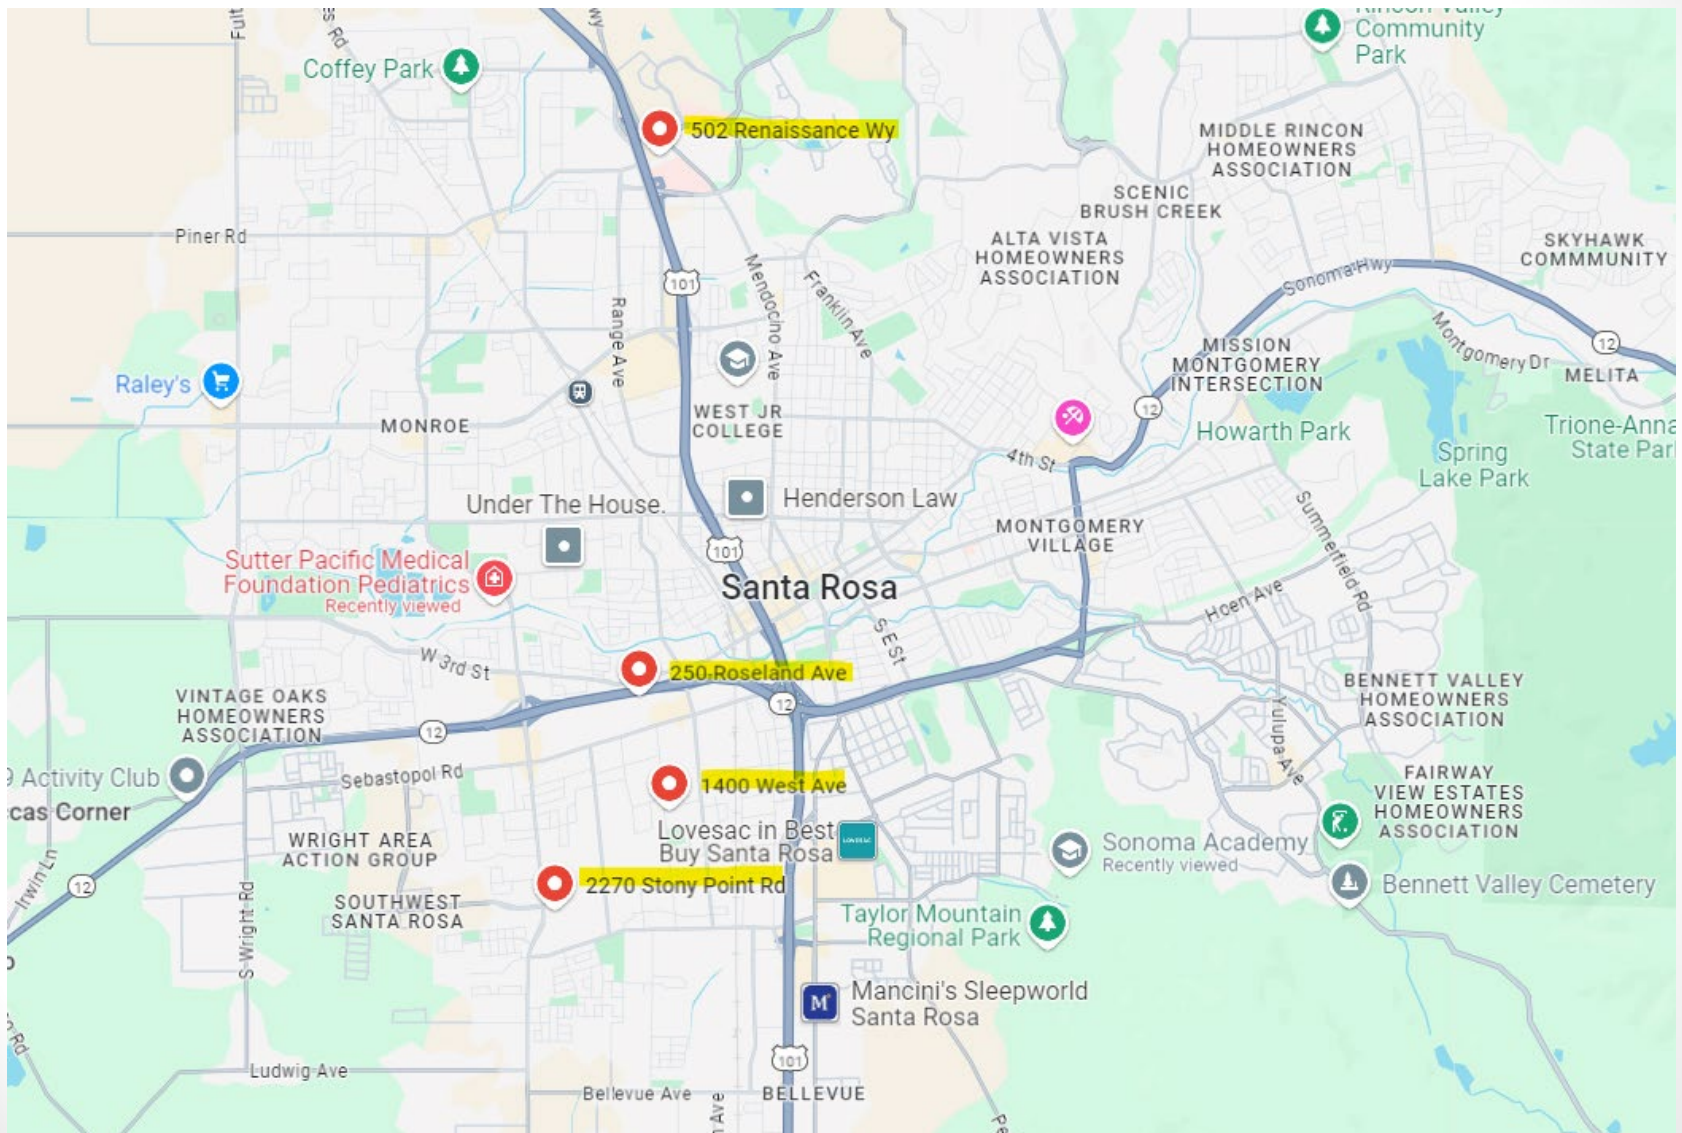 Rincon Valley
Community
Park
Coffey Park
502 Renaissance Wy
MIDDLE RINCON
HOMEOWNERS
ASSOCIATION
SCENIC
BRUSH CREEK
Piner Rd
ALTA VISTA
HOMEOWNERS
ASSOCIATION
SKYHAWK
COMMMUNITY
Sonoma Hwy
101
Mendocino Ave
Franklin Ave
Range Ave
12
Montgomery Dr
MISSION
MONTGOMERY
INTERSECTION
MELITA
Raley's
WEST JR
COLLEGE
MONROE
12
Howarth Park
Trione-Anna
State Par
4th St
Spring
Lake Park
Under The House.
Henderson Law
MONTGOMERY
VILLAGE
Summerfield Rd
101
Sutter Pacific Medical
Foundation Pediatrics
Recently viewed
Santa Rosa
Hoen Ave
S E St
W 3rd St
250 Roseland Ave
VINTAGE OAKS
HOMEOWNERS
ASSOCIATION
BENNETT VALLEY
HOMEOWNERS
ASSOCIATION
12
12
Yulupa Ave
9 Activity Club
Sebastopol Rd
1400 West Ave
FAIRWAY
VIEW ESTATES
HOMEOWNERS
ASSOCIATION
cas Corner
WRIGHT AREA
ACTION GROUP
Lovesac in Best
Buy Santa Rosa
LOVESAC
Sonoma Academy
Recently viewed
Irwin Ln
12
2270 Stony Point Rd
Bennett Valley Cemetery
SOUTHWEST
SANTA ROSA
Taylor Mountain
Regional Park
S Wright Rd
M
Mancini's Sleepworld
Santa Rosa
Rd
101
Ludwig Ave
Bellevue Ave
BELLEVUE
Ave
Pe